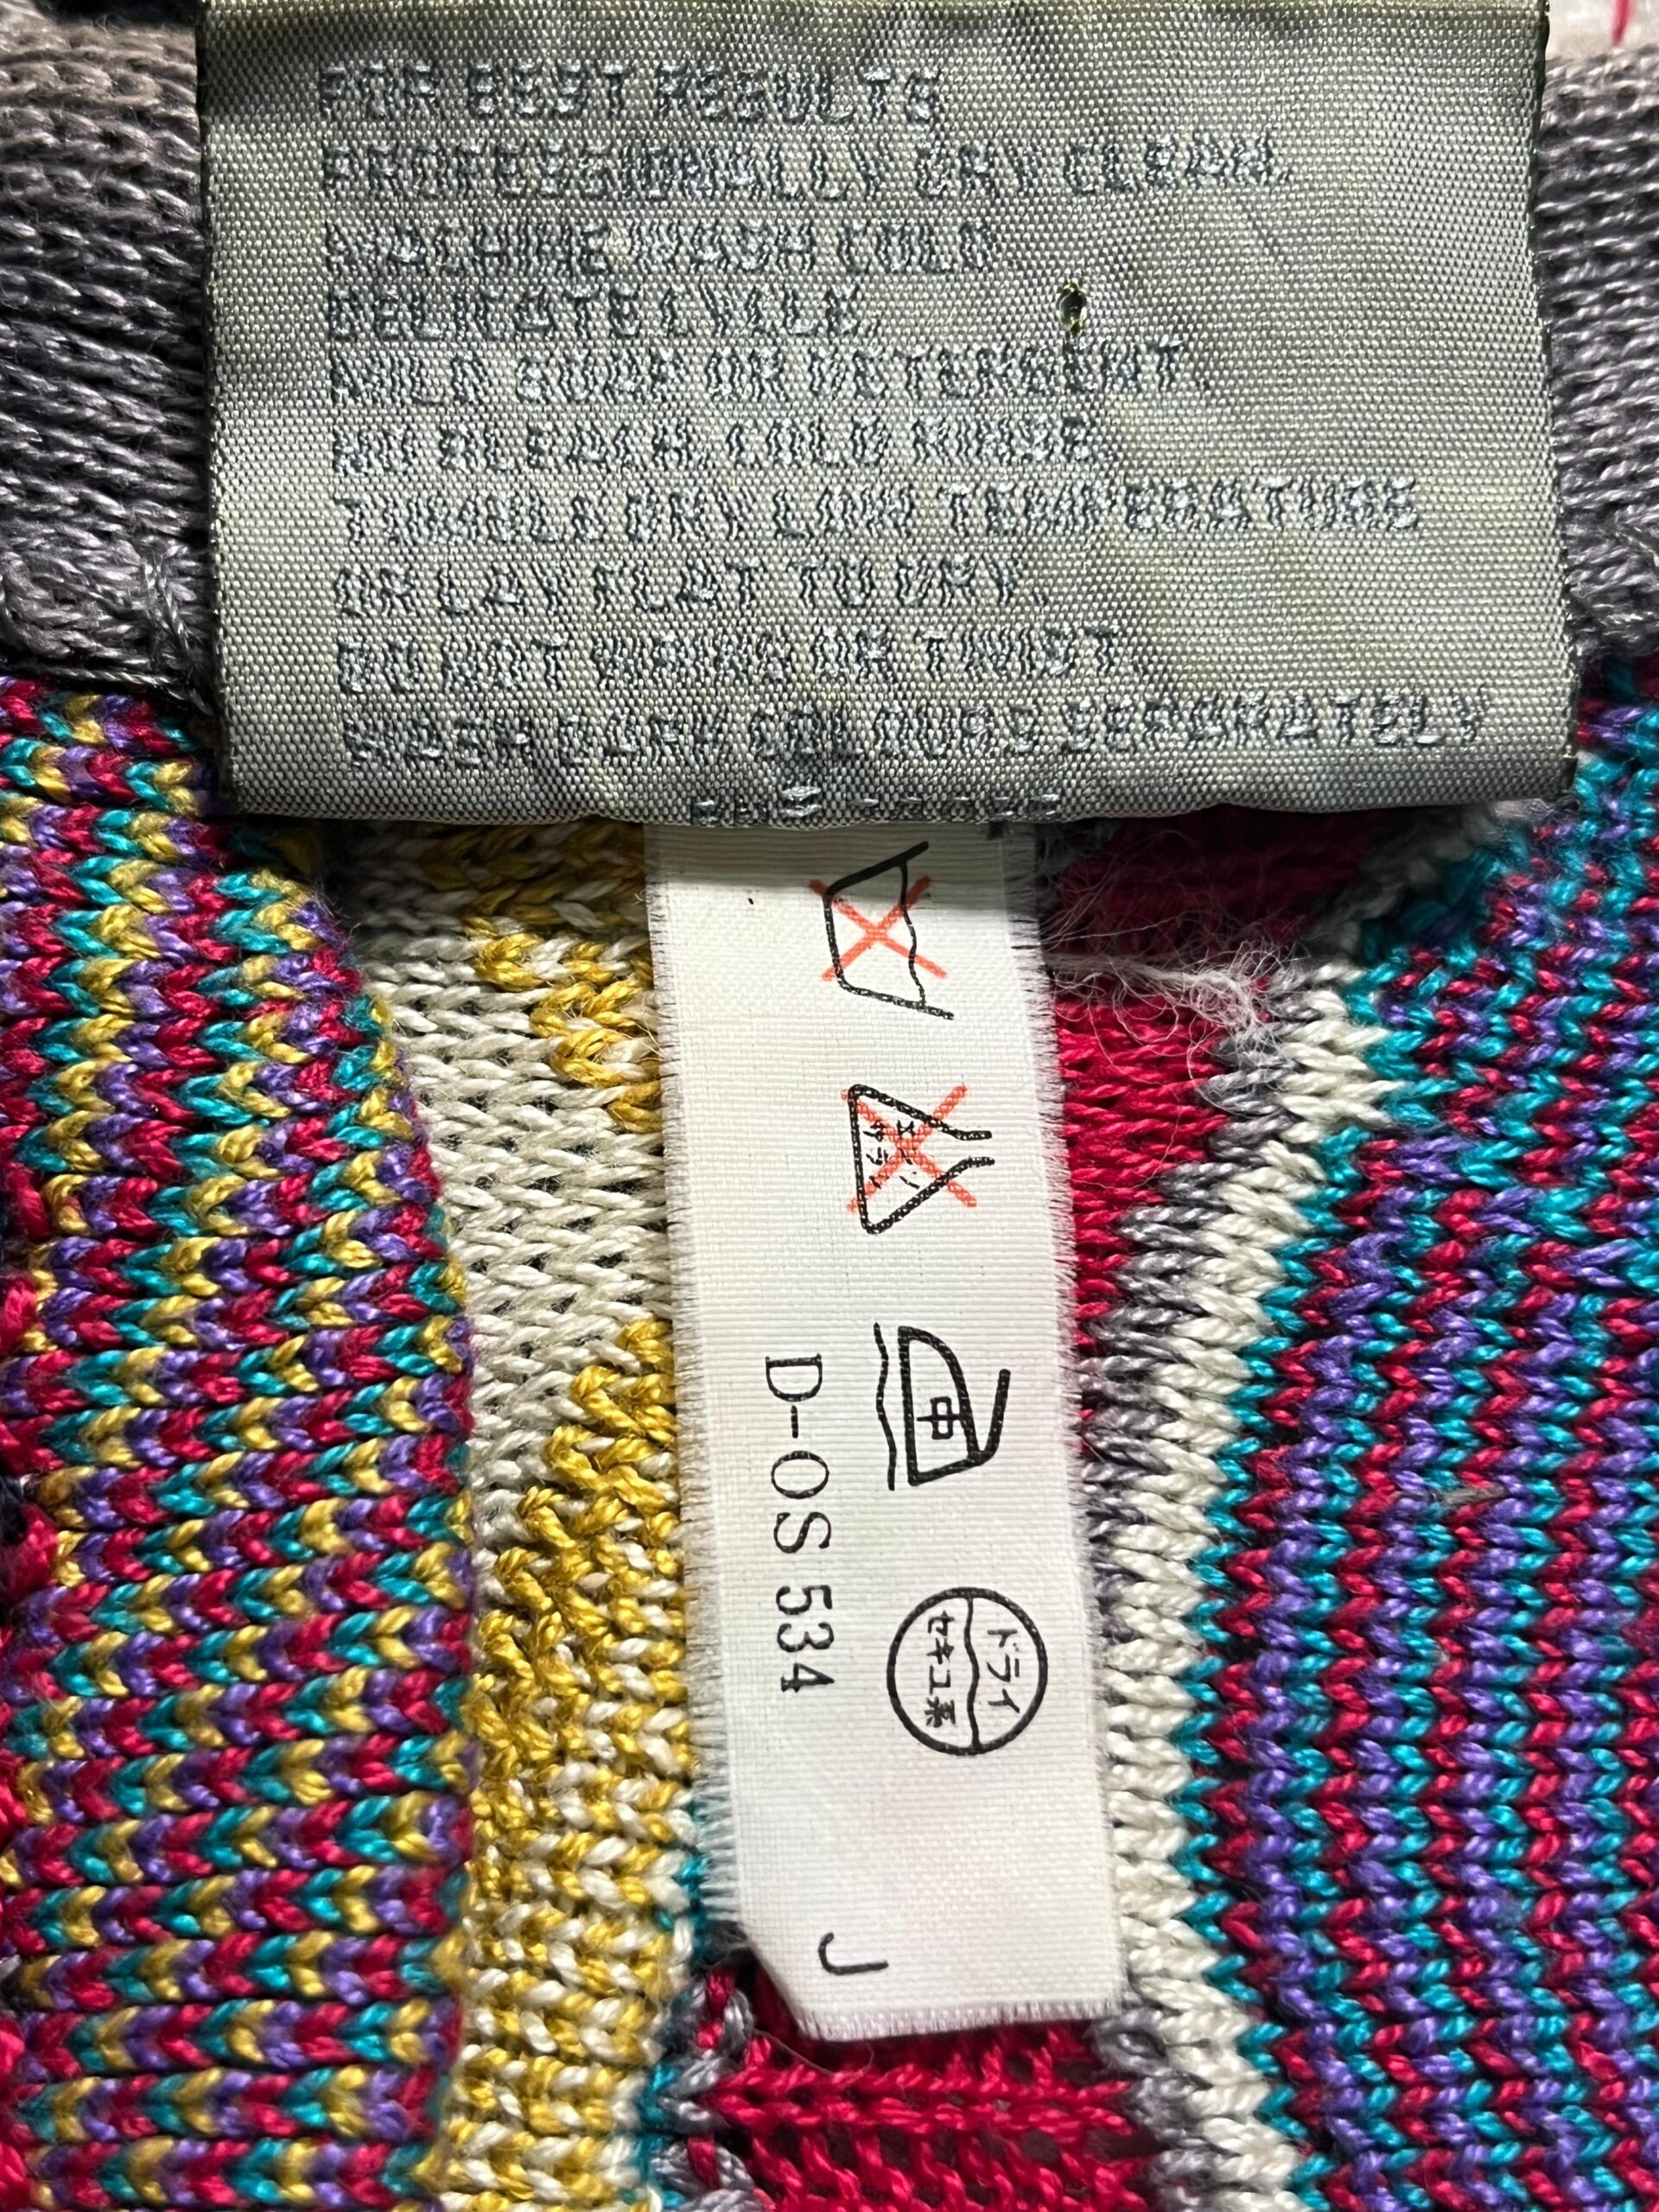 FOR BEST RESULTS
PROFESSIONALLY DRY CLEAN.
MACHINE WASH COLD
DELICATE CYCLE.
MILD SOAP OR DETERGENT.
NO BLEACH. COLD RINSE.
TUMBLE DRY LOW TEMPERATURE
OR LAY FLAT TO DRY.
DO NOT WRING OR TWIST.
WASH DARK COLOURS SEPARATELY
エンソ
サラシ
中
ドライ
セキユ系
D-OS 534
J